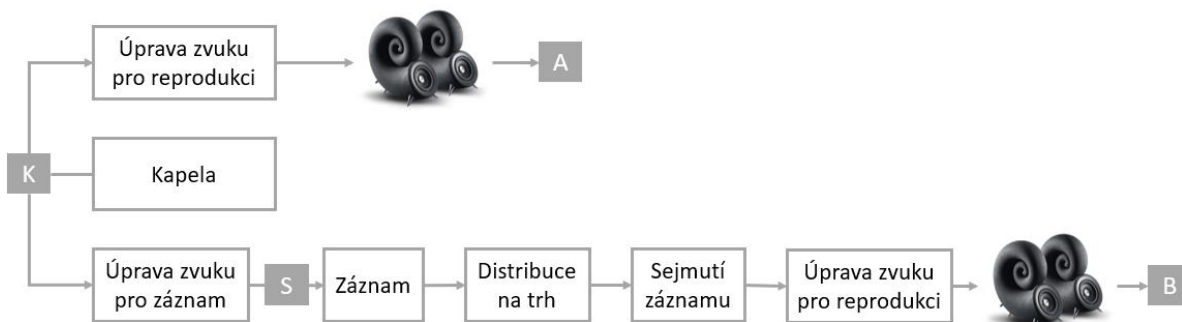 Úprava zvuku
pro reprodukci
A
K
Kapela
Úprava zvuku
pro záznam
S
Záznam
Distribuce
na trh
Sejmutí
záznamu
Úprava zvuku
pro reprodukci
B